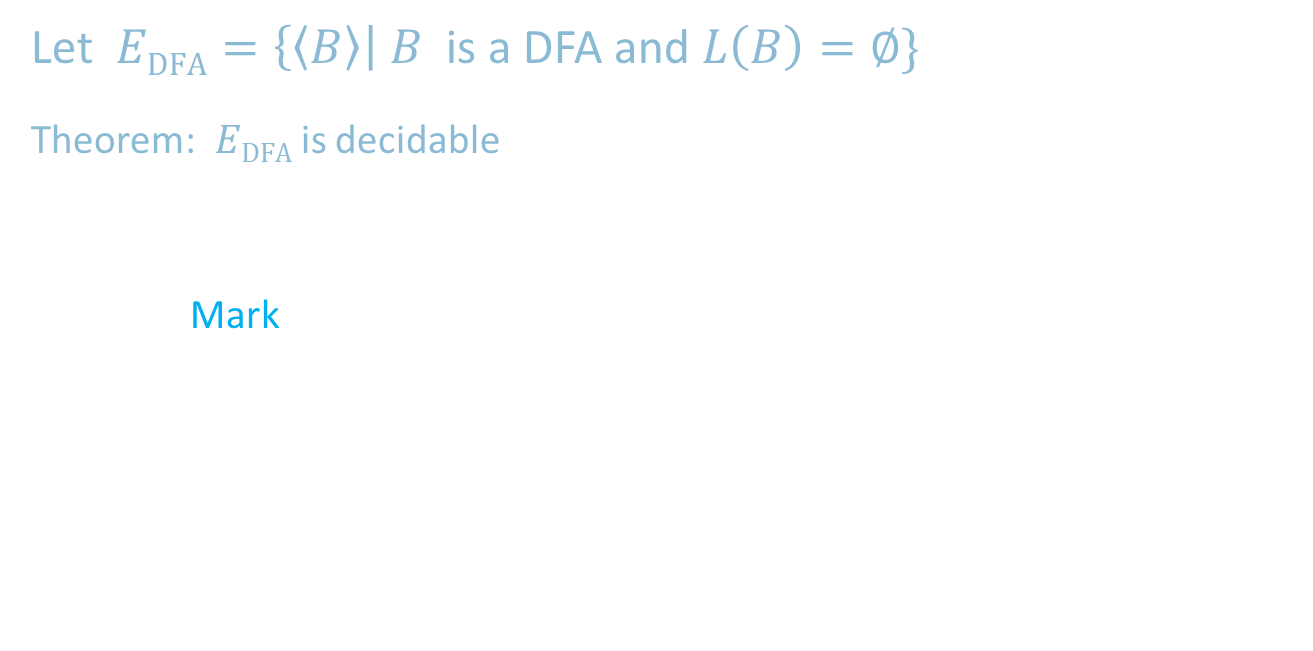 Let E_DFA = {⟨B⟩| B is a DFA and L(B) = ∅}
Theorem: E_DFA is decidable
Mark